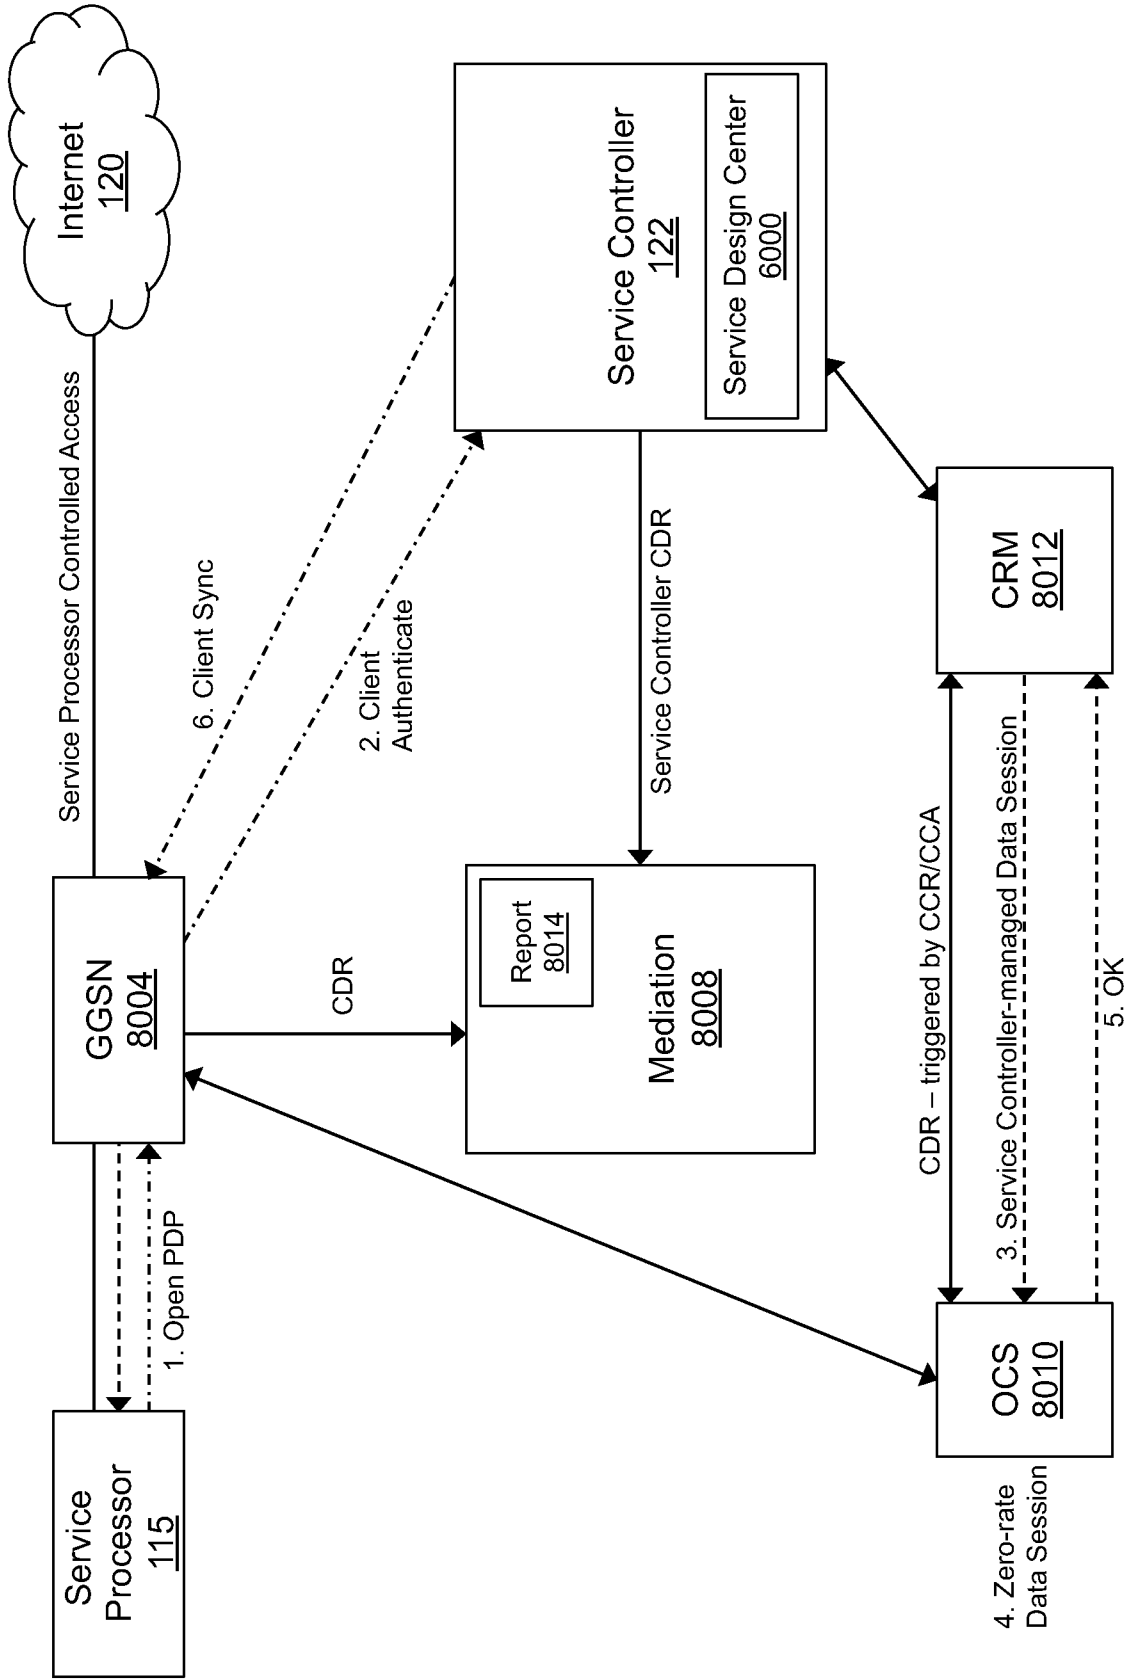 Service
Processor
115
1. Open PDP
GGSN
8004
Service Processor Controlled Access
Internet
120
6. Client Sync
2. Client
Authenticate
CDR
Report
8014
Mediation
8008
Service Controller CDR
Service Controller
122
Service Design Center
6000
4. Zero-rate
Data Session
OCS
8010
CDR – triggered by CCR/CCA
3. Service Controller-managed Data Session
5. OK
CRM
8012